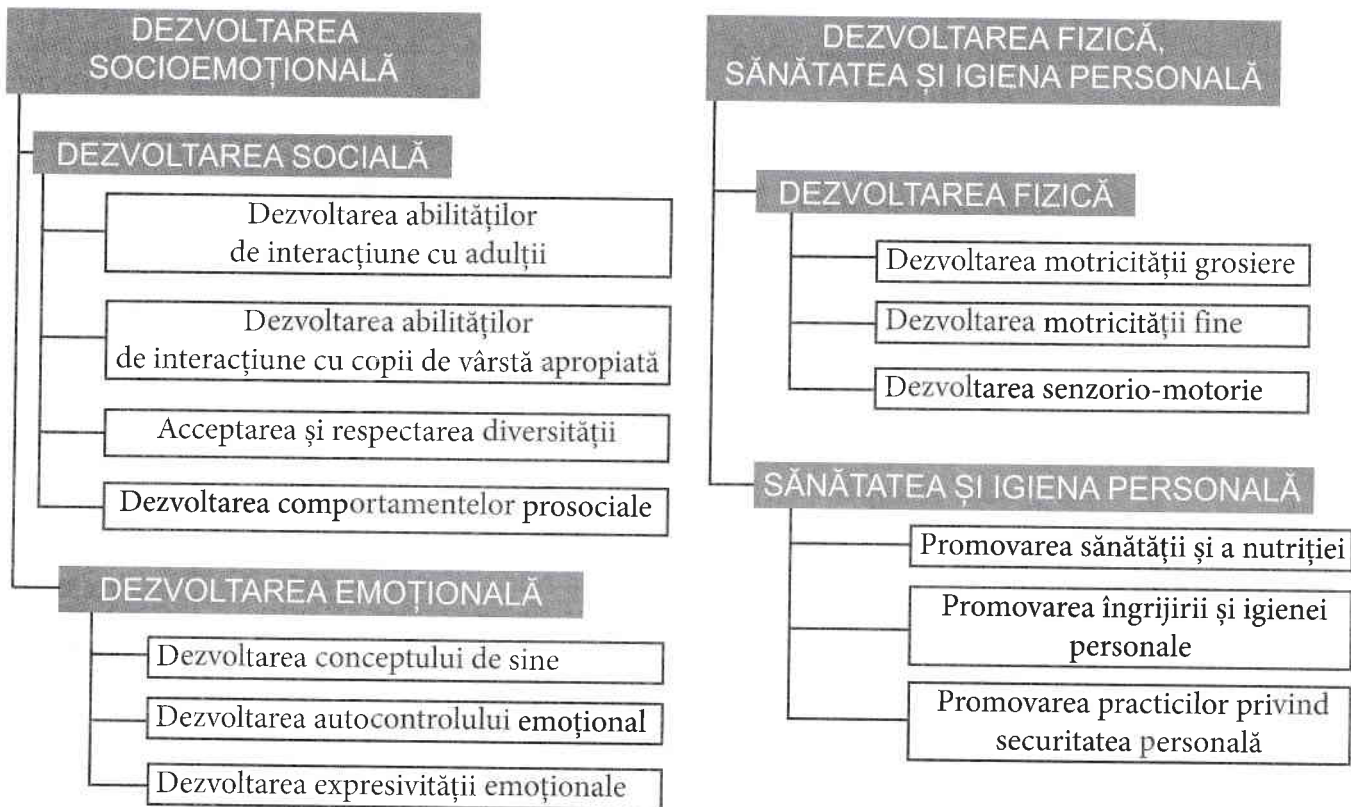 DEZVOLTAREA
SOCIOEMOȚIONALĂ
DEZVOLTAREA SOCIALĂ
Dezvoltarea abilităților
de interacțiune cu adulții
Dezvoltarea abilităților
de interacțiune cu copii de vârstă apropiată
Acceptarea și respectarea diversității
Dezvoltarea comportamentelor prosociale
DEZVOLTAREA EMOȚIONALĂ
Dezvoltarea conceptului de sine
Dezvoltarea autocontrolului emoțional
Dezvoltarea expresivității emoționale
DEZVOLTAREA FIZICĂ,
SĂNĂTATEA ȘI IGIENA PERSONALĂ
DEZVOLTAREA FIZICĂ
Dezvoltarea motricității grosiere
Dezvoltarea motricității fine
Dezvoltarea senzorio-motorie
SĂNĂTATEA ȘI IGIENA PERSONALĂ
Promovarea sănătății și a nutriției
Promovarea îngrijirii și igienei
personale
Promovarea practicilor privind
securitatea personală